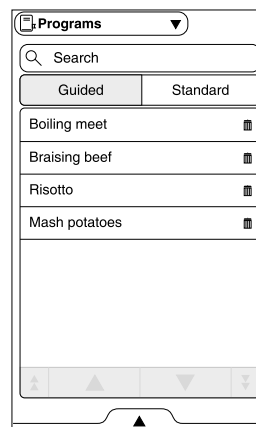 Programs
Search
Guided Standard
Boiling meet
Braising beef
Risotto
Mash potatoes